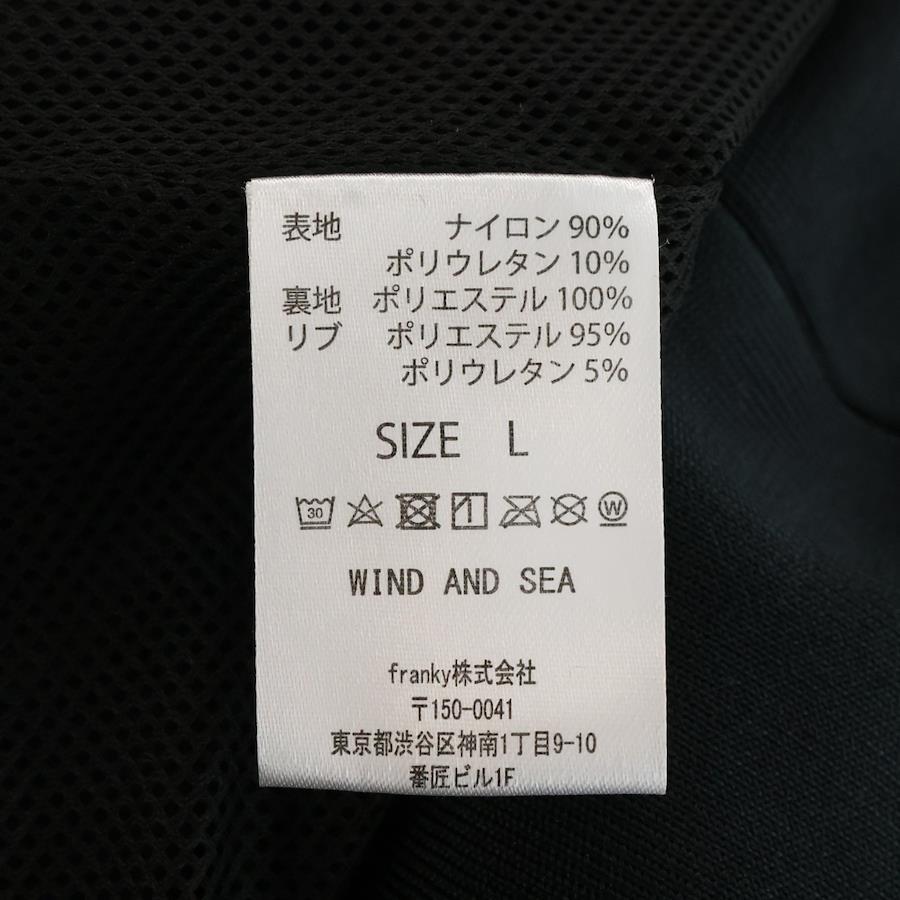 表地 ナイロン 90%
ポリウレタン 10%
裏地 ポリエステル 100%
リブ ポリエステル 95%
ポリウレタン 5%
SIZE L
30 W
WIND AND SEA
franky株式会社
〒150-0041
東京都渋谷区神南1丁目9-10
番匠ビル1F